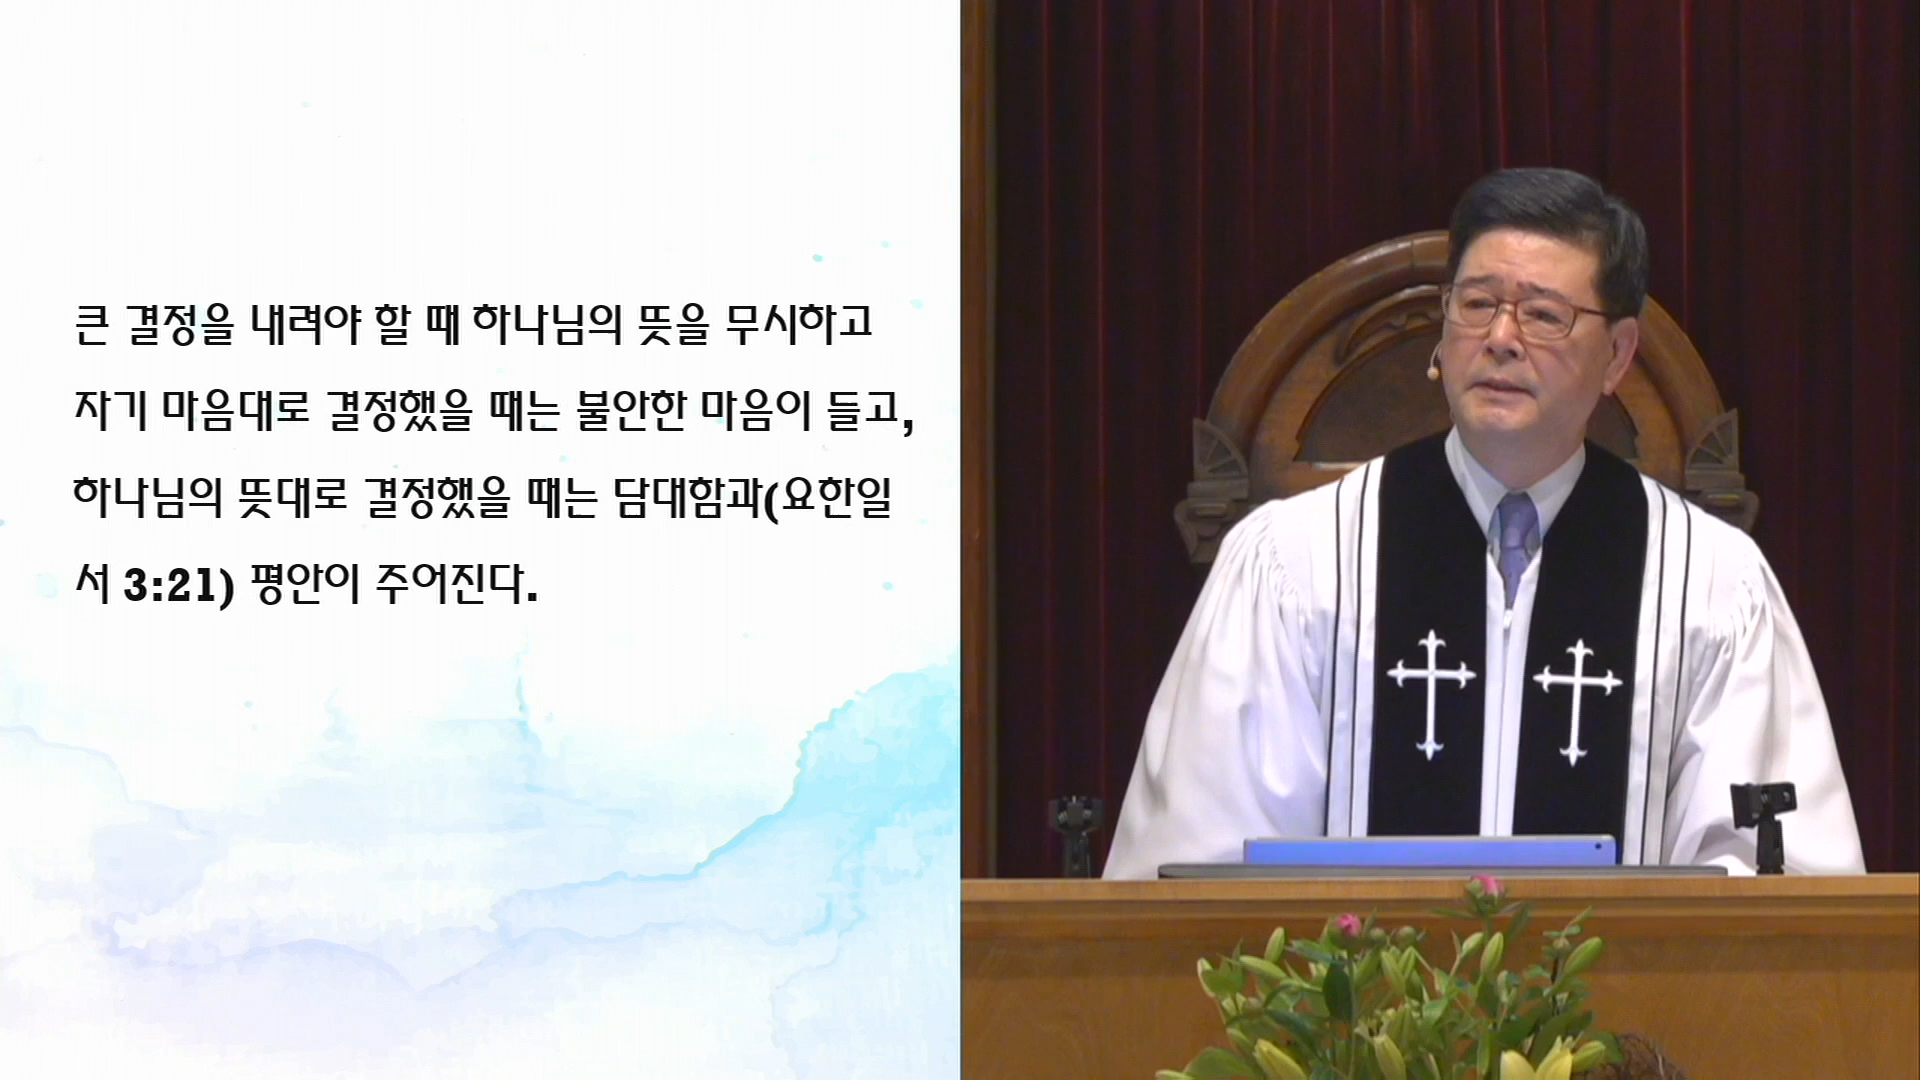 큰 결정을 내려야 할 때 하나님의 뜻을 무시하고
자기 마음대로 결정했을 때는 불안한 마음이 들고,
하나님의 뜻대로 결정했을 때는 담대함과(요한일
서 3:21) 평안이 주어진다.